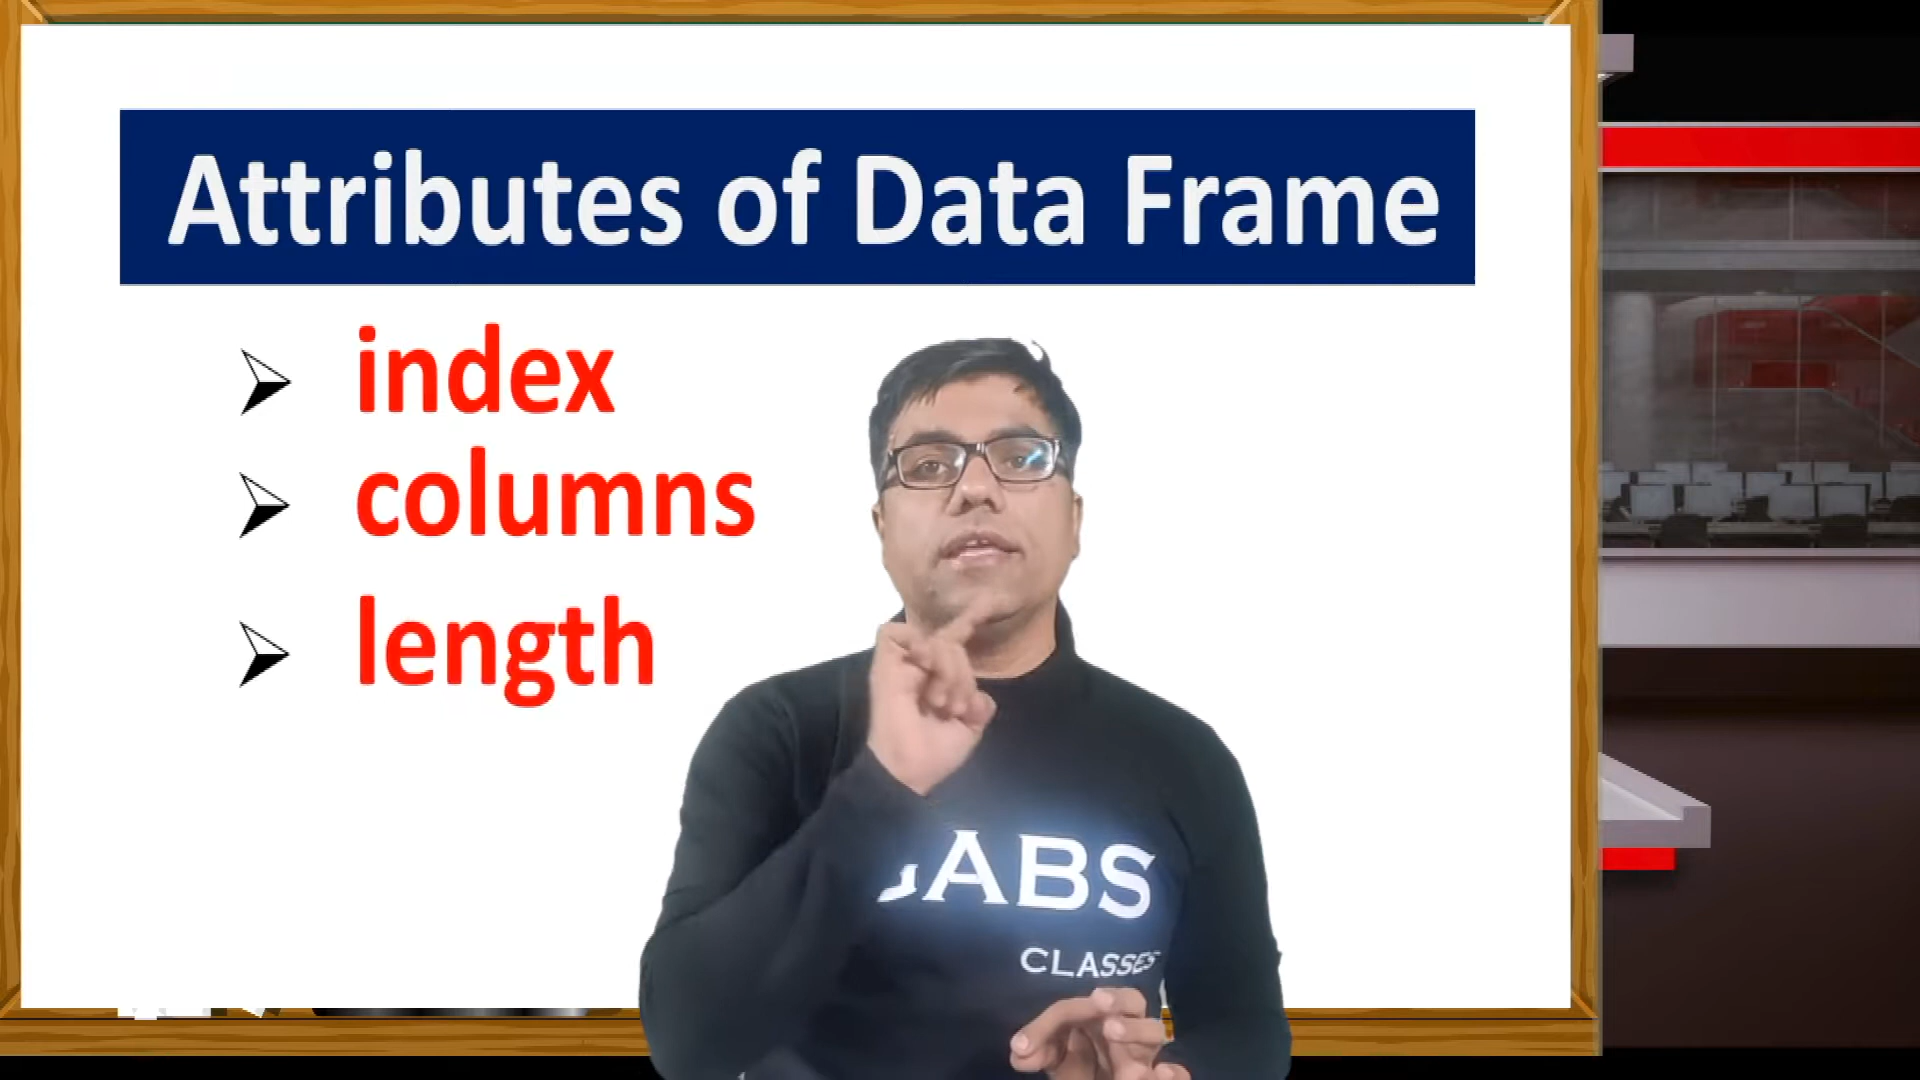 Attributes of Data Frame
index
columns
length
ABS
CLASSES